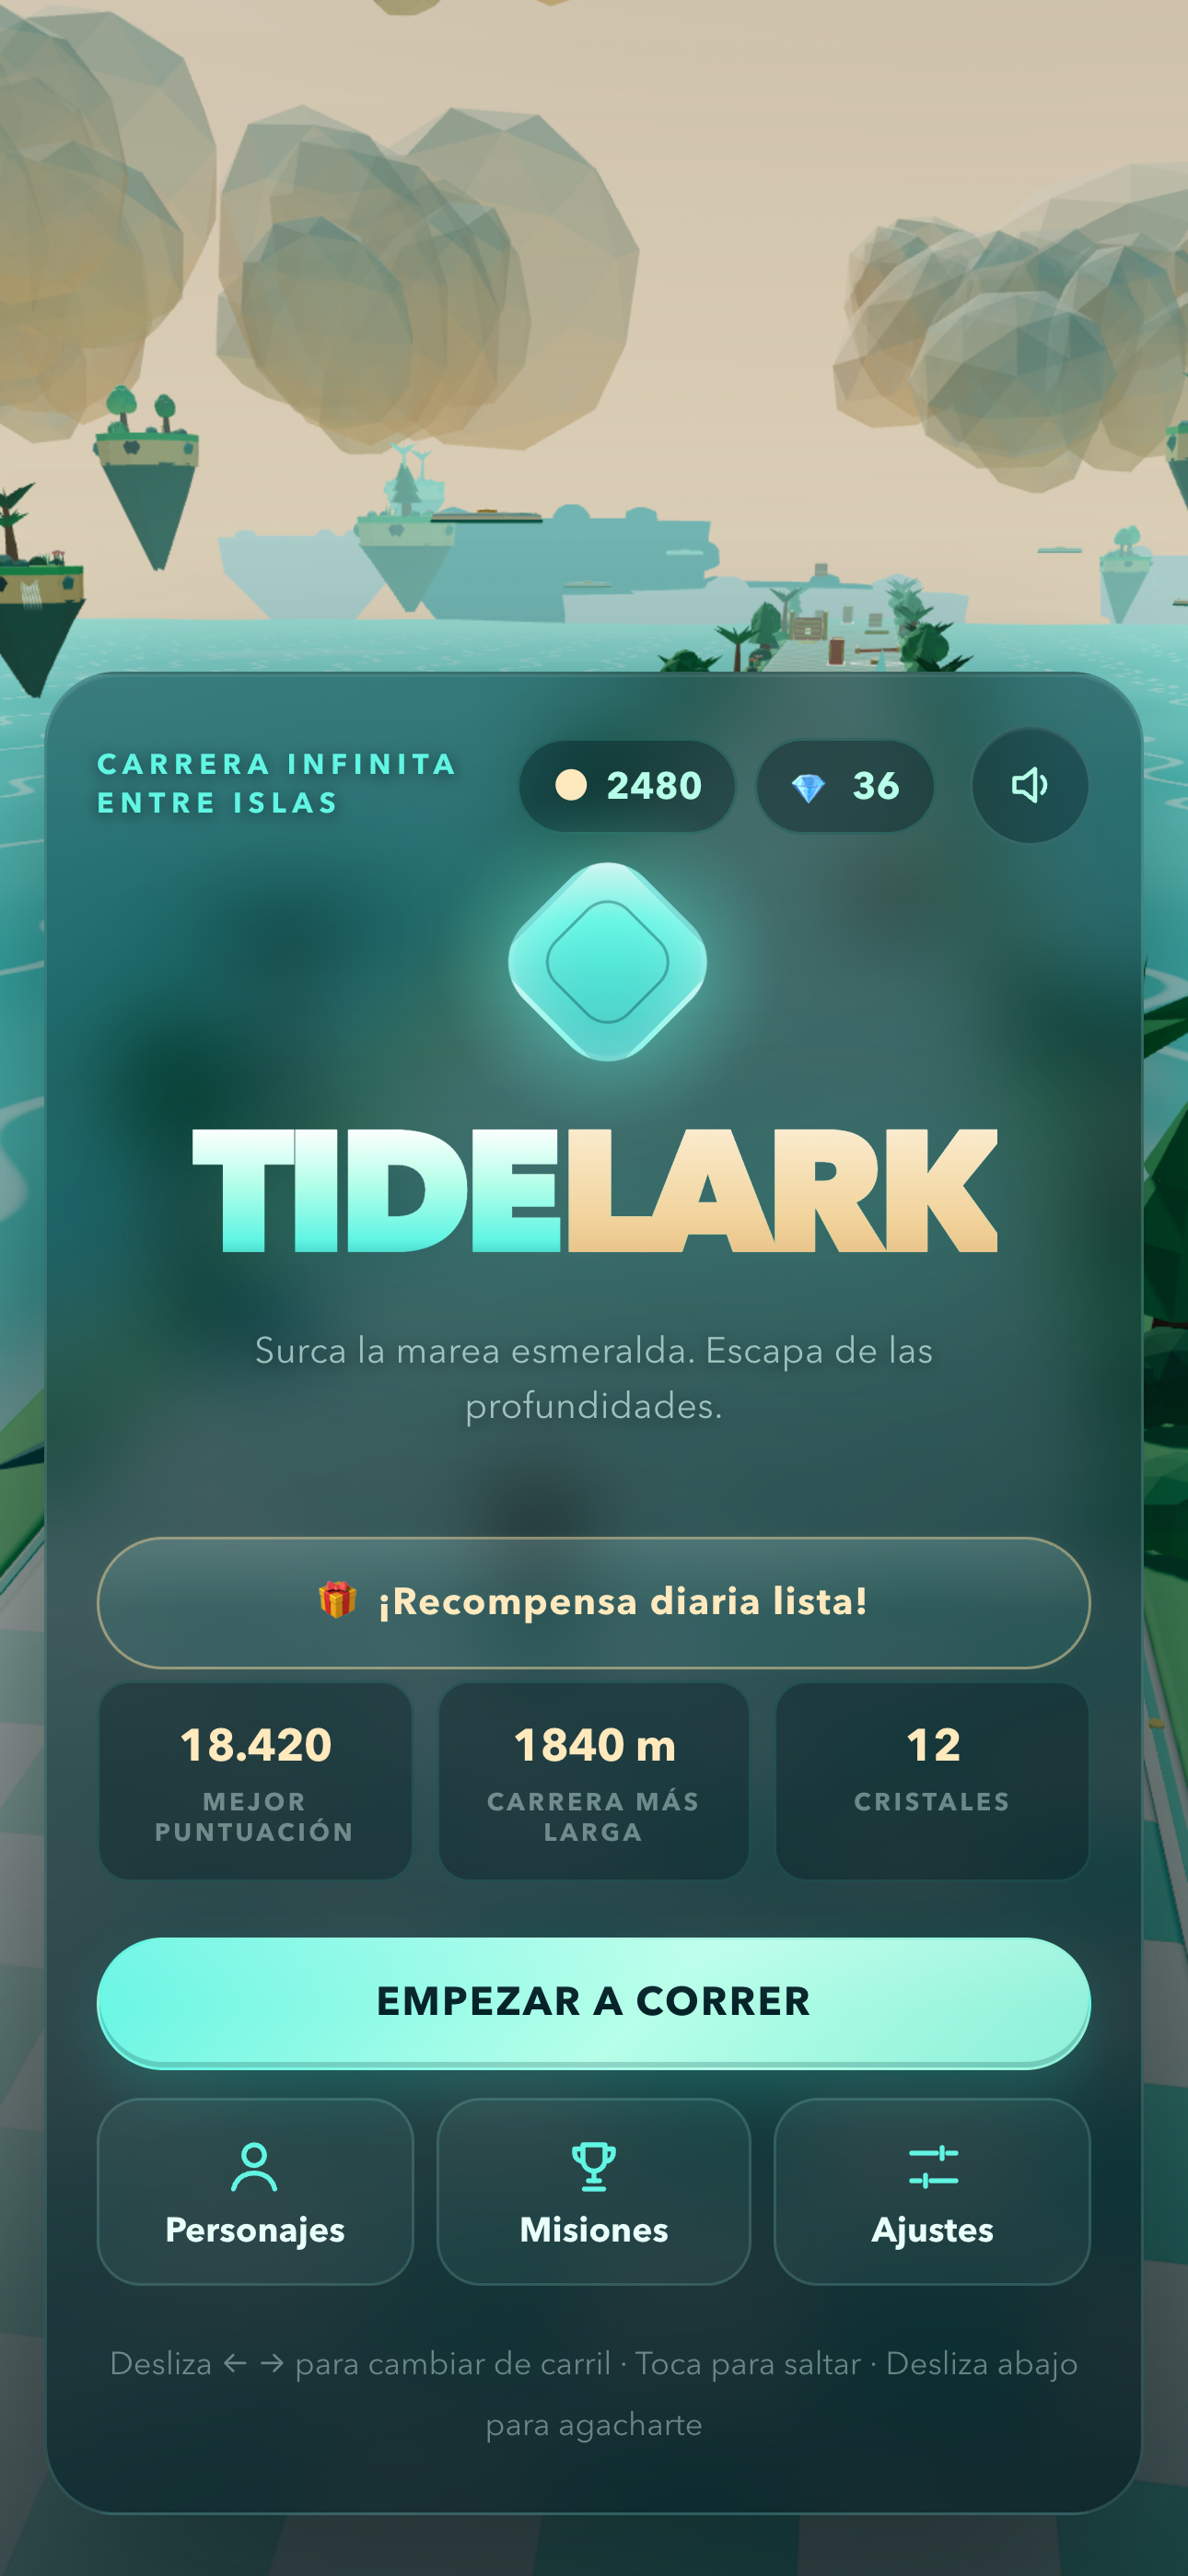 CARRERA INFINITA
ENTRE ISLAS
2480
36
TIDELARK
Surca la marea esmeralda. Escapa de las
profundidades.
¡Recompensa diaria lista!
18.420
MEJOR
PUNTUACIÓN
1840 m
CARRERA MÁS
LARGA
12
CRISTALES
EMPEZAR A CORRER
Personajes
Misiones
Ajustes
Desliza ← → para cambiar de carril · Toca para saltar · Desliza abajo
para agacharte